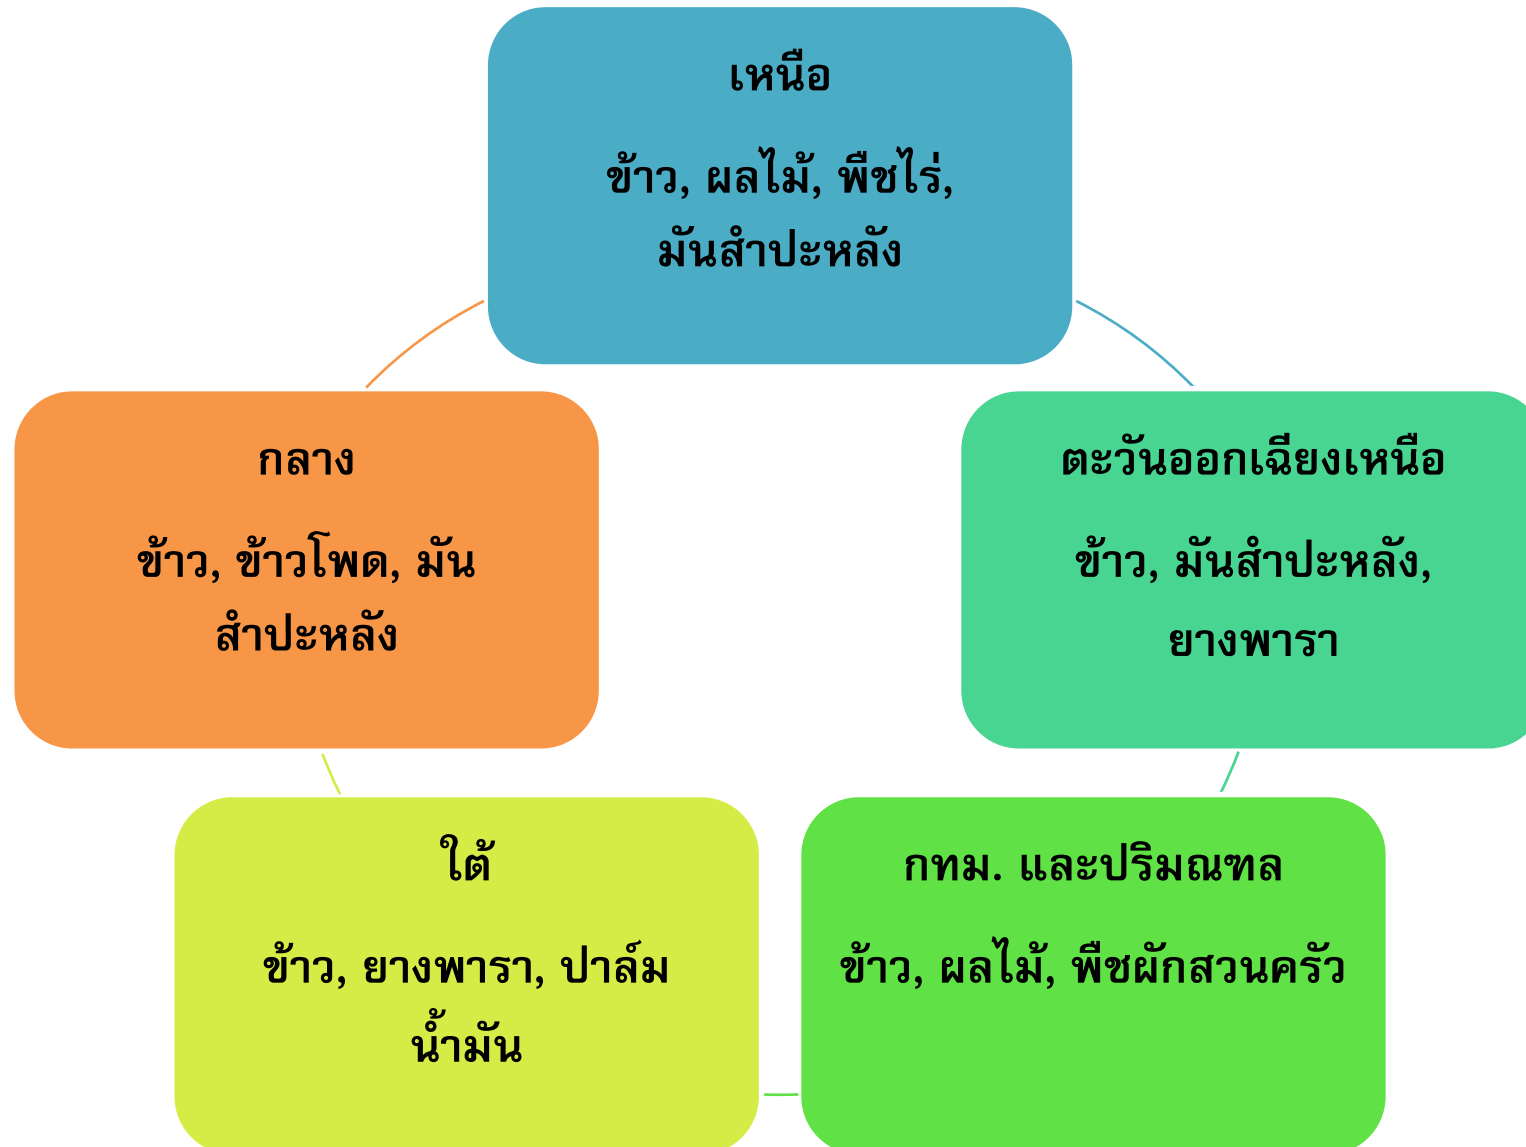 เหนือ
ข้าว, ผลไม้, พืชไร่,
มันสำปะหลัง
กลาง
ข้าว, ข้าวโพด, มัน
สำปะหลัง
ตะวันออกเฉียงเหนือ
ข้าว, มันสำปะหลัง,
ยางพารา
ใต้
ข้าว, ยางพารา, ปาล์ม
น้ำมัน
กทม. และปริมณฑล
ข้าว, ผลไม้, พืชผักสวนครัว